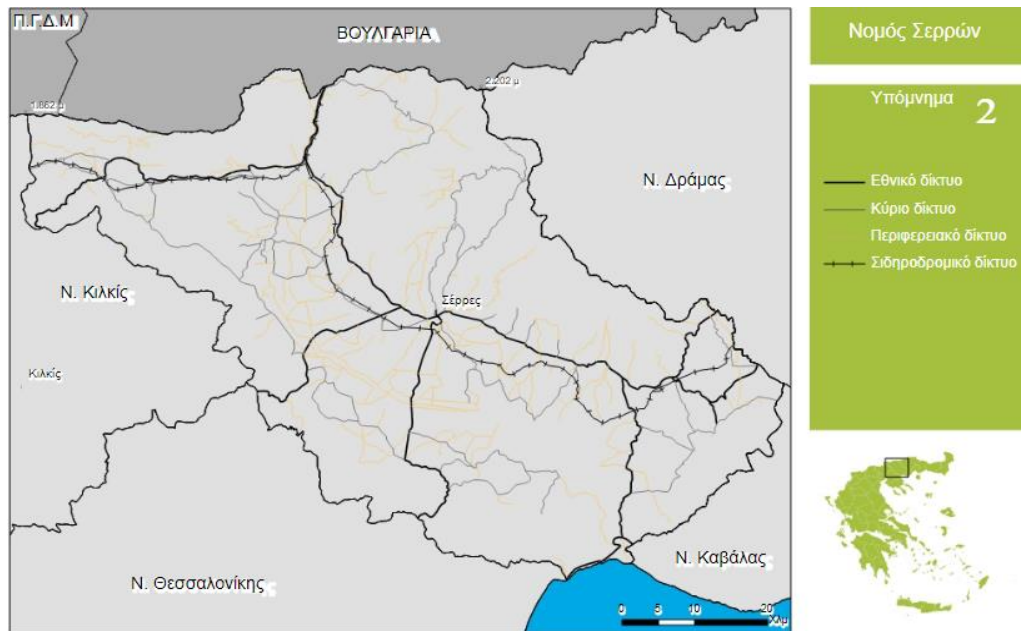 Π.Γ.Δ.Μ
ΒΟΥΛΓΑΡΙΑ
1.862 μ
2.202 μ
Ν. Δράμας
Ν. Κιλκίς
Σέρρες
Κιλκίς
Ν. Καβάλας
Ν. Θεσσαλονίκης
0 5 10 20
Χλμ
Νομός Σερρών
Υπόμνημα 2
Εθνικό δίκτυο
Κύριο δίκτυο
Περιφερειακό δίκτυο
Σιδηροδρομικό δίκτυο